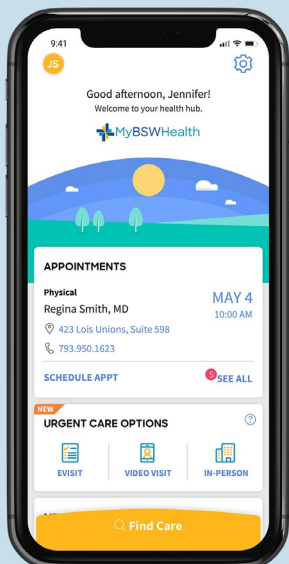 9:41
JS
Good afternoon, Jennifer!
Welcome to your health hub.
MyBSWHealth
APPOINTMENTS
Physical
Regina Smith, MD
MAY 4
10:00 AM
423 Lois Unions, Suite 598
793.950.1623
SCHEDULE APPT
5 SEE ALL
NEW
URGENT CARE OPTIONS
?
EVISIT VIDEO VISIT IN-PERSON
Find Care